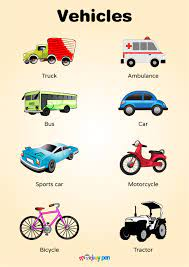 Vehicles
Truck
Ambulance
Bus
Car
Sports car
Motorcycle
Bicycle
Tractor